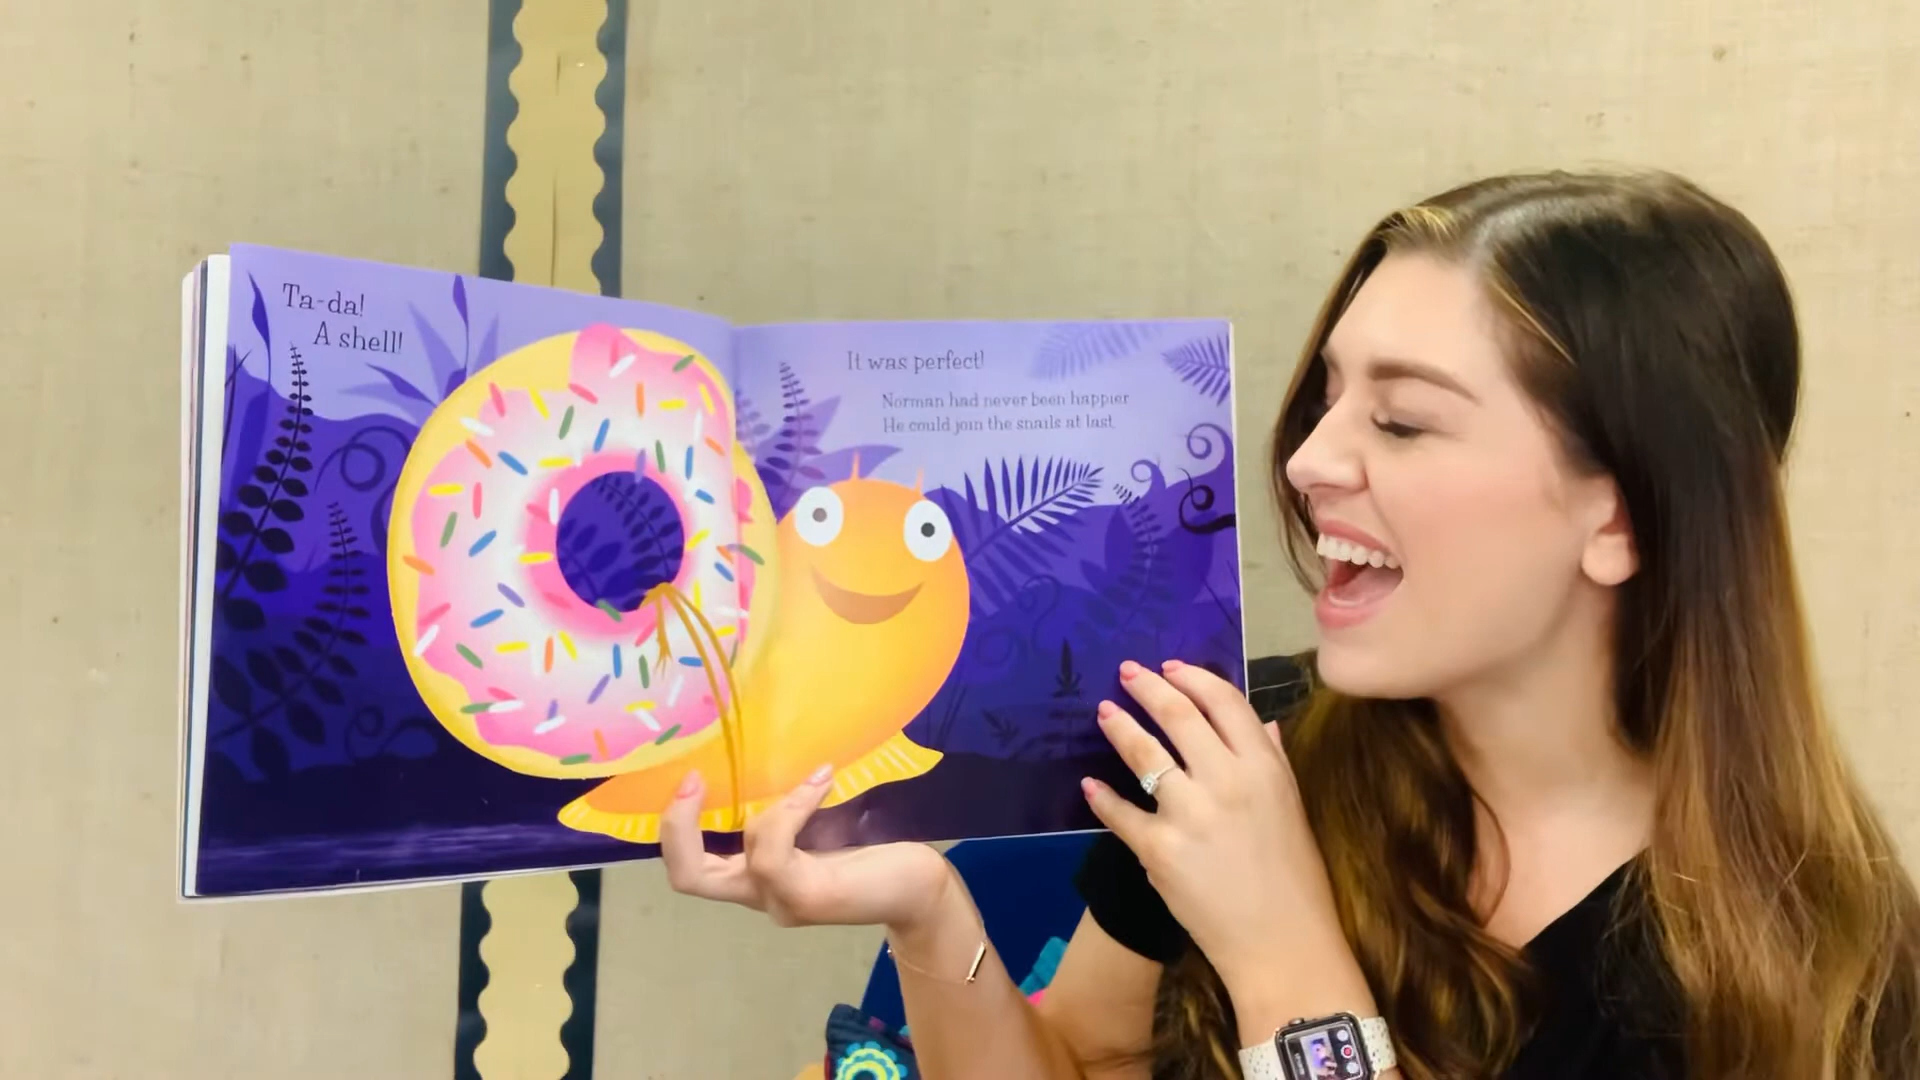 Ta-da!
A shell!
It was perfect!
Norman had never been happier
He could join the snails at last.